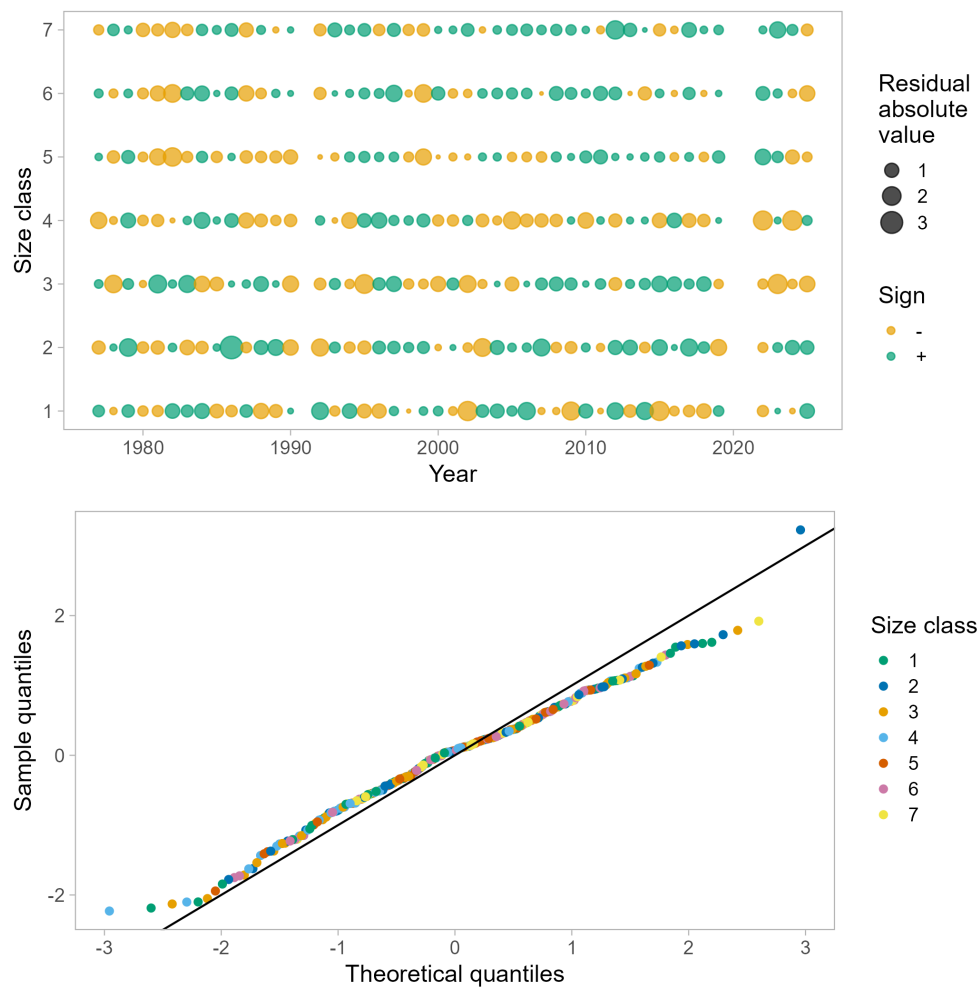 7
6
5
4
3
2
1
Size class
1980 1990 2000 2010 2020
Year
Residual
absolute
value
1
2
3
Sign
-
+
2
0
-2
Sample quantiles
-3 -2 -1 0 1 2 3
Theoretical quantiles
Size class
1
2
3
4
5
6
7